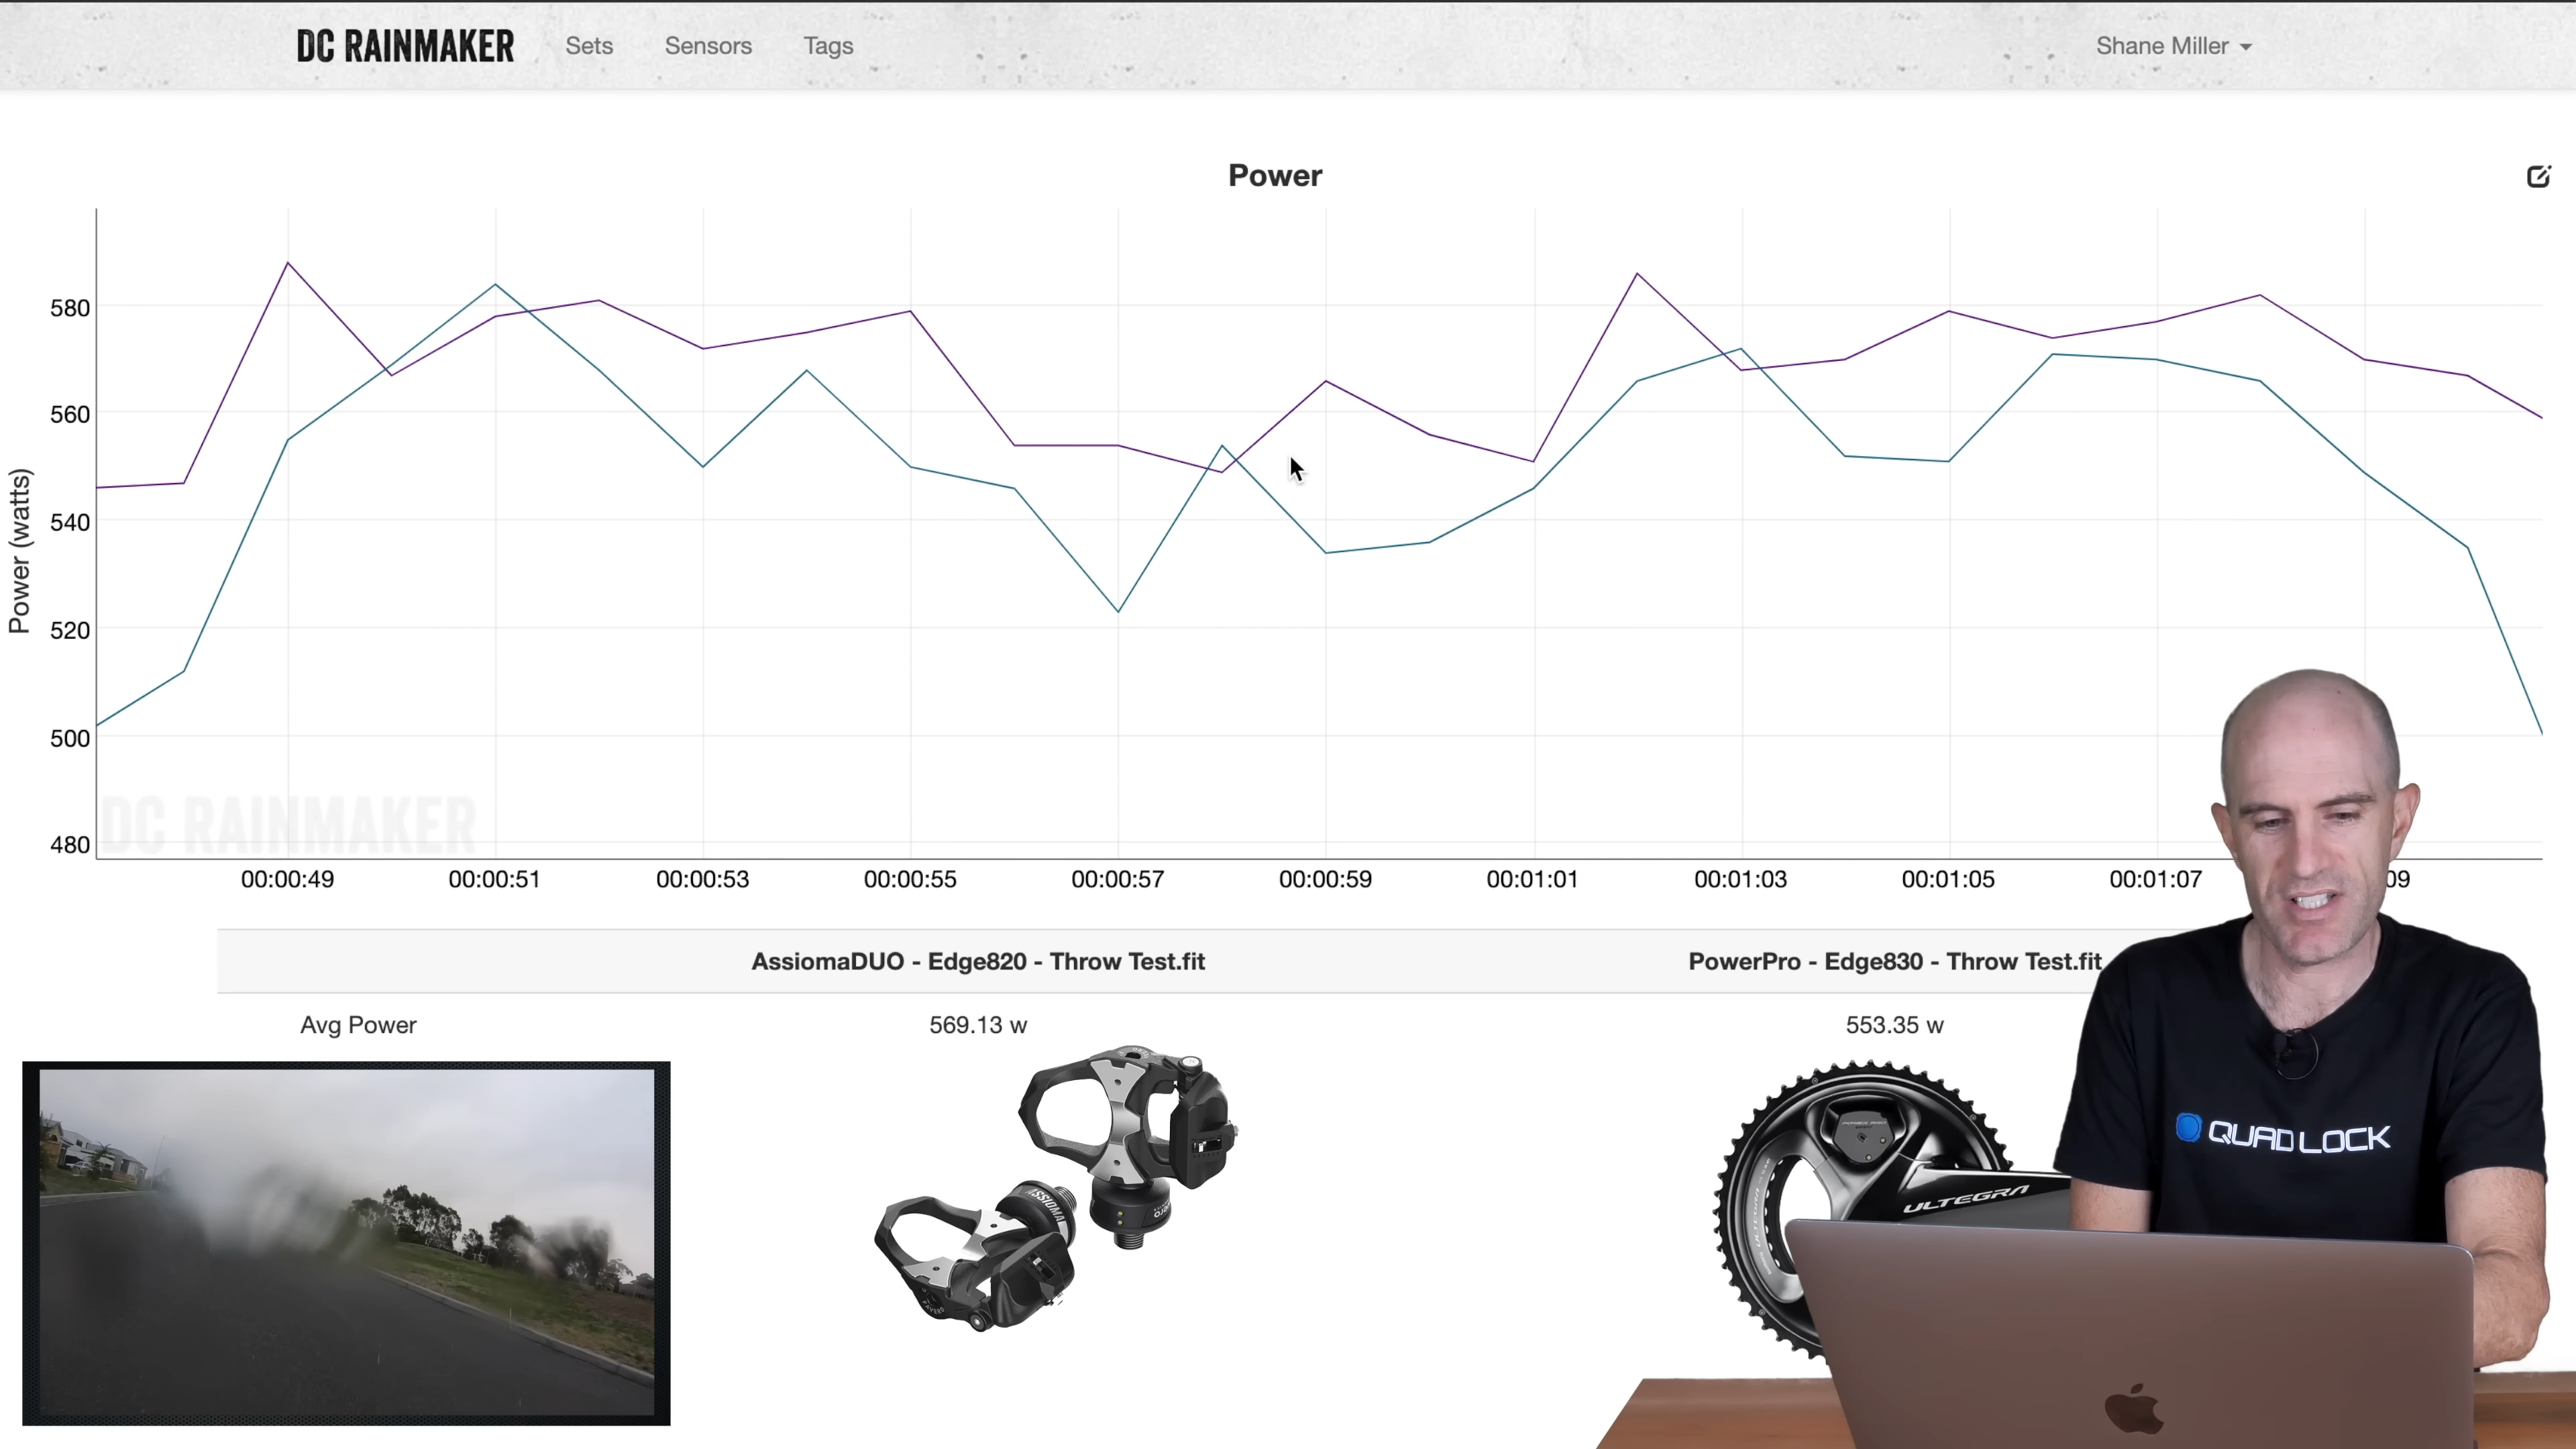 DC RAINMAKER Sets Sensors Tags Shane Miller
Power
580
560
540
520
500
480
Power (watts)
DC RAINMAKER
00:00:49 00:00:51 00:00:53 00:00:55 00:00:57 00:00:59 00:01:01 00:01:03 00:01:05 00:01:07 09
AssiomaDUO - Edge820 - Throw Test.fit PowerPro - Edge830 - Throw Test.fit
Avg Power 569.13 w 553.35 w
QUAD LOCK
ASSIOMA
ULTEGRA